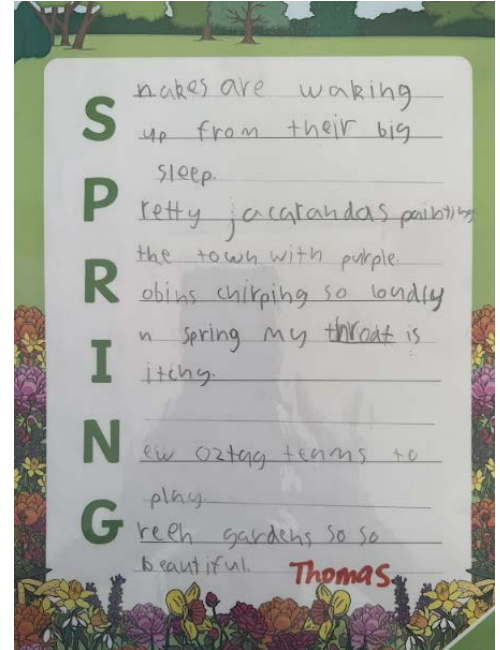 S nakes are waking
up from their big
sleep.
P retty jacarandas painting
the town with purple.
R obins chirping so loudly
I n spring my throat is
itchy.
N ew oztag teams to
play.
G reen gardens so so
beautiful. Thomas